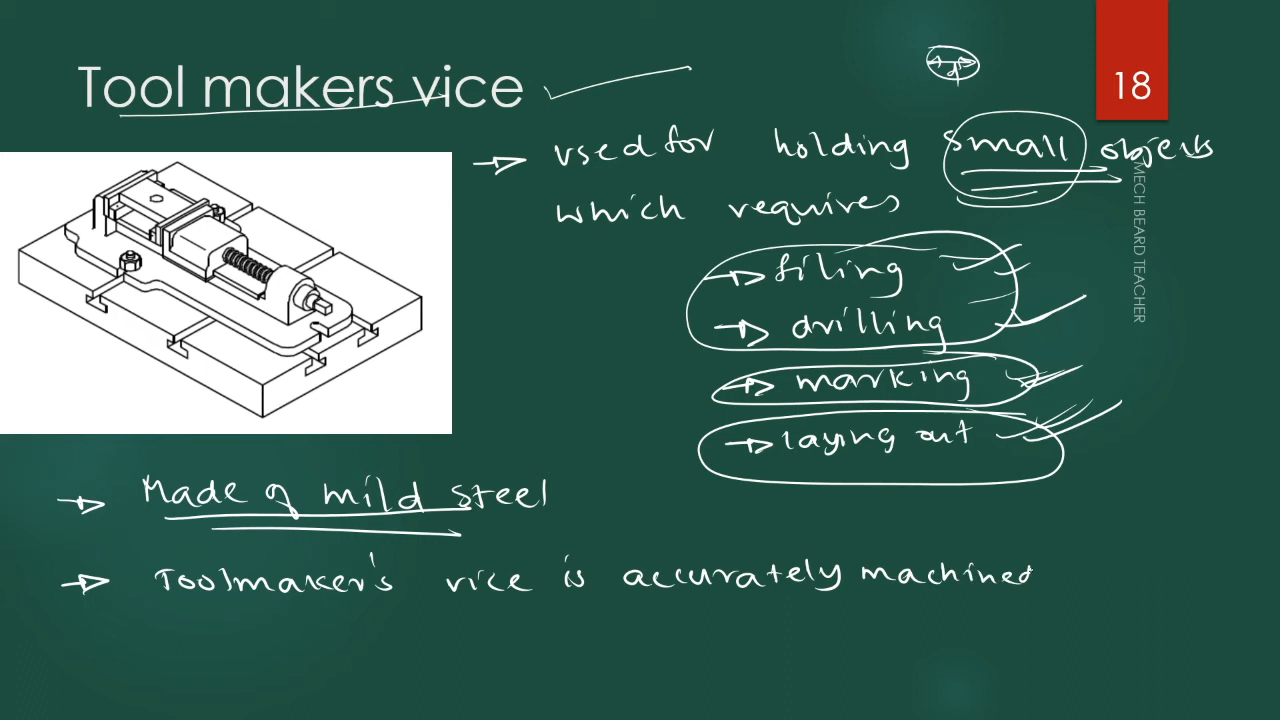 Tool makers vice
18
→ used for holding small objects
which requires
→ filing
→ drilling
→ marking
→ laying out
MECH BEARD TEACHER
→ Made of mild steel
→ Toolmaker's vice is accurately machined